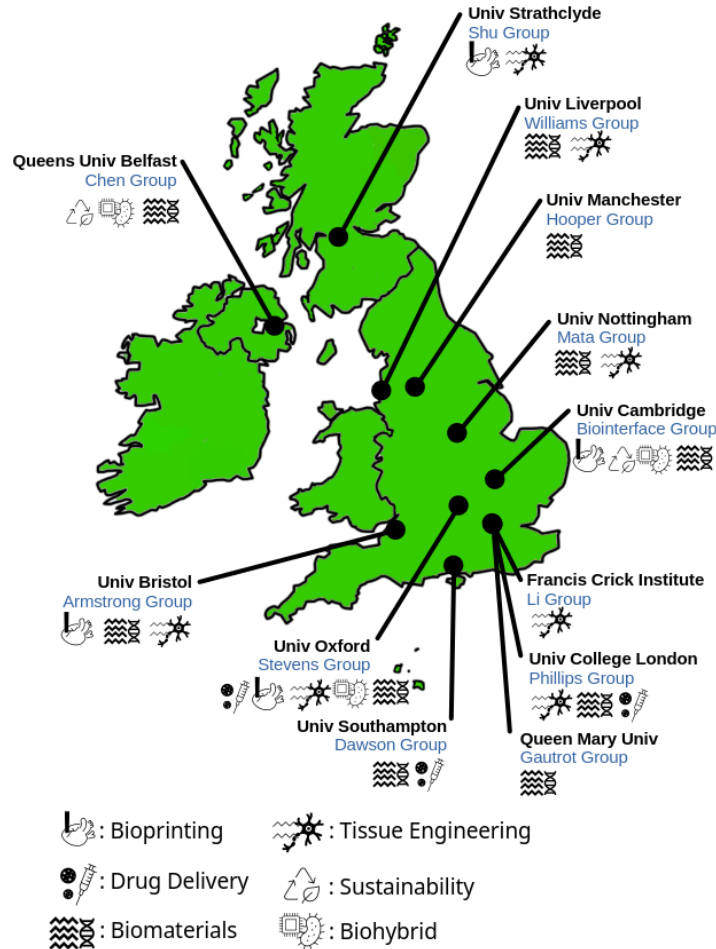 Univ Strathclyde
Shu Group
Univ Liverpool
Williams Group
Queens Univ Belfast
Chen Group
Univ Manchester
Hooper Group
Univ Nottingham
Mata Group
Univ Cambridge
Biointerface Group
Univ Bristol
Armstrong Group
Francis Crick Institute
Li Group
Univ Oxford
Stevens Group
Univ College London
Phillips Group
Univ Southampton
Dawson Group
Queen Mary Univ
Gautrot Group
: Bioprinting
: Tissue Engineering
: Drug Delivery
: Sustainability
: Biomaterials
: Biohybrid